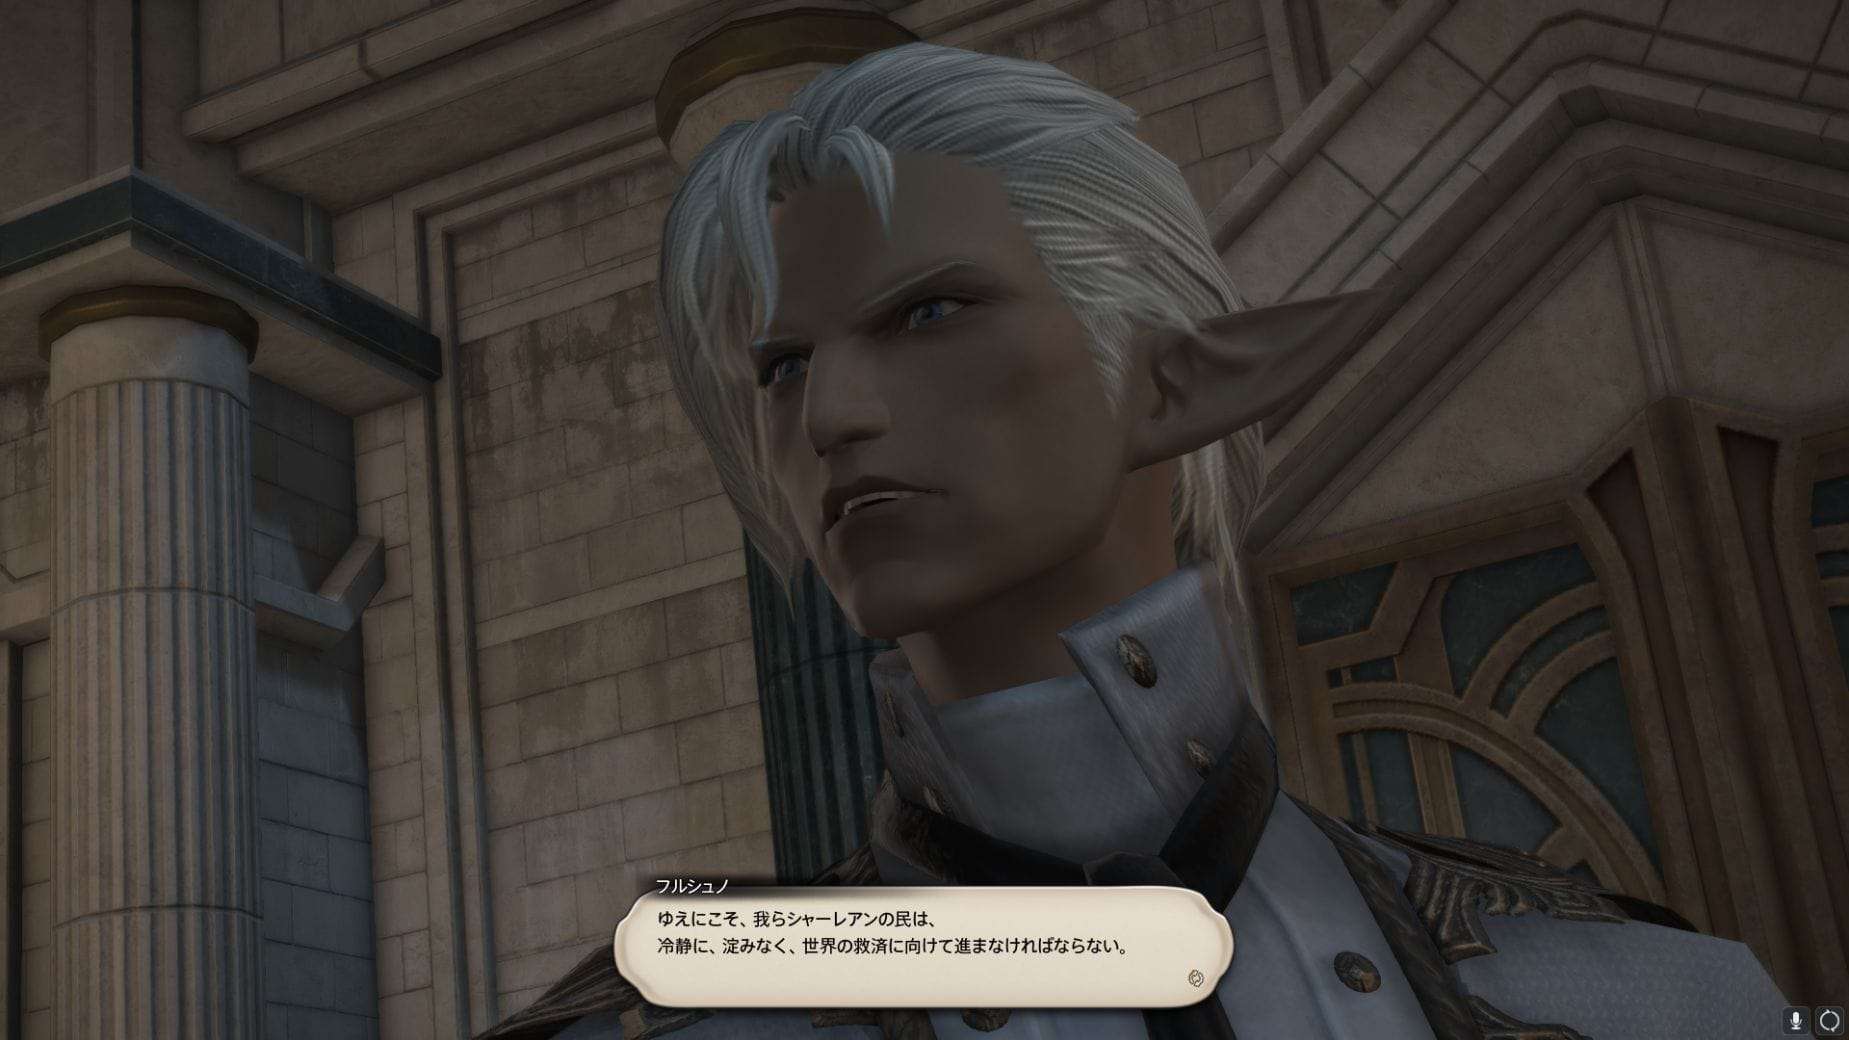 フルシュノ
ゆえにこそ、我らシャーレアンの民は、
冷静に、淀みなく、世界の救済に向けて進まなければならない。